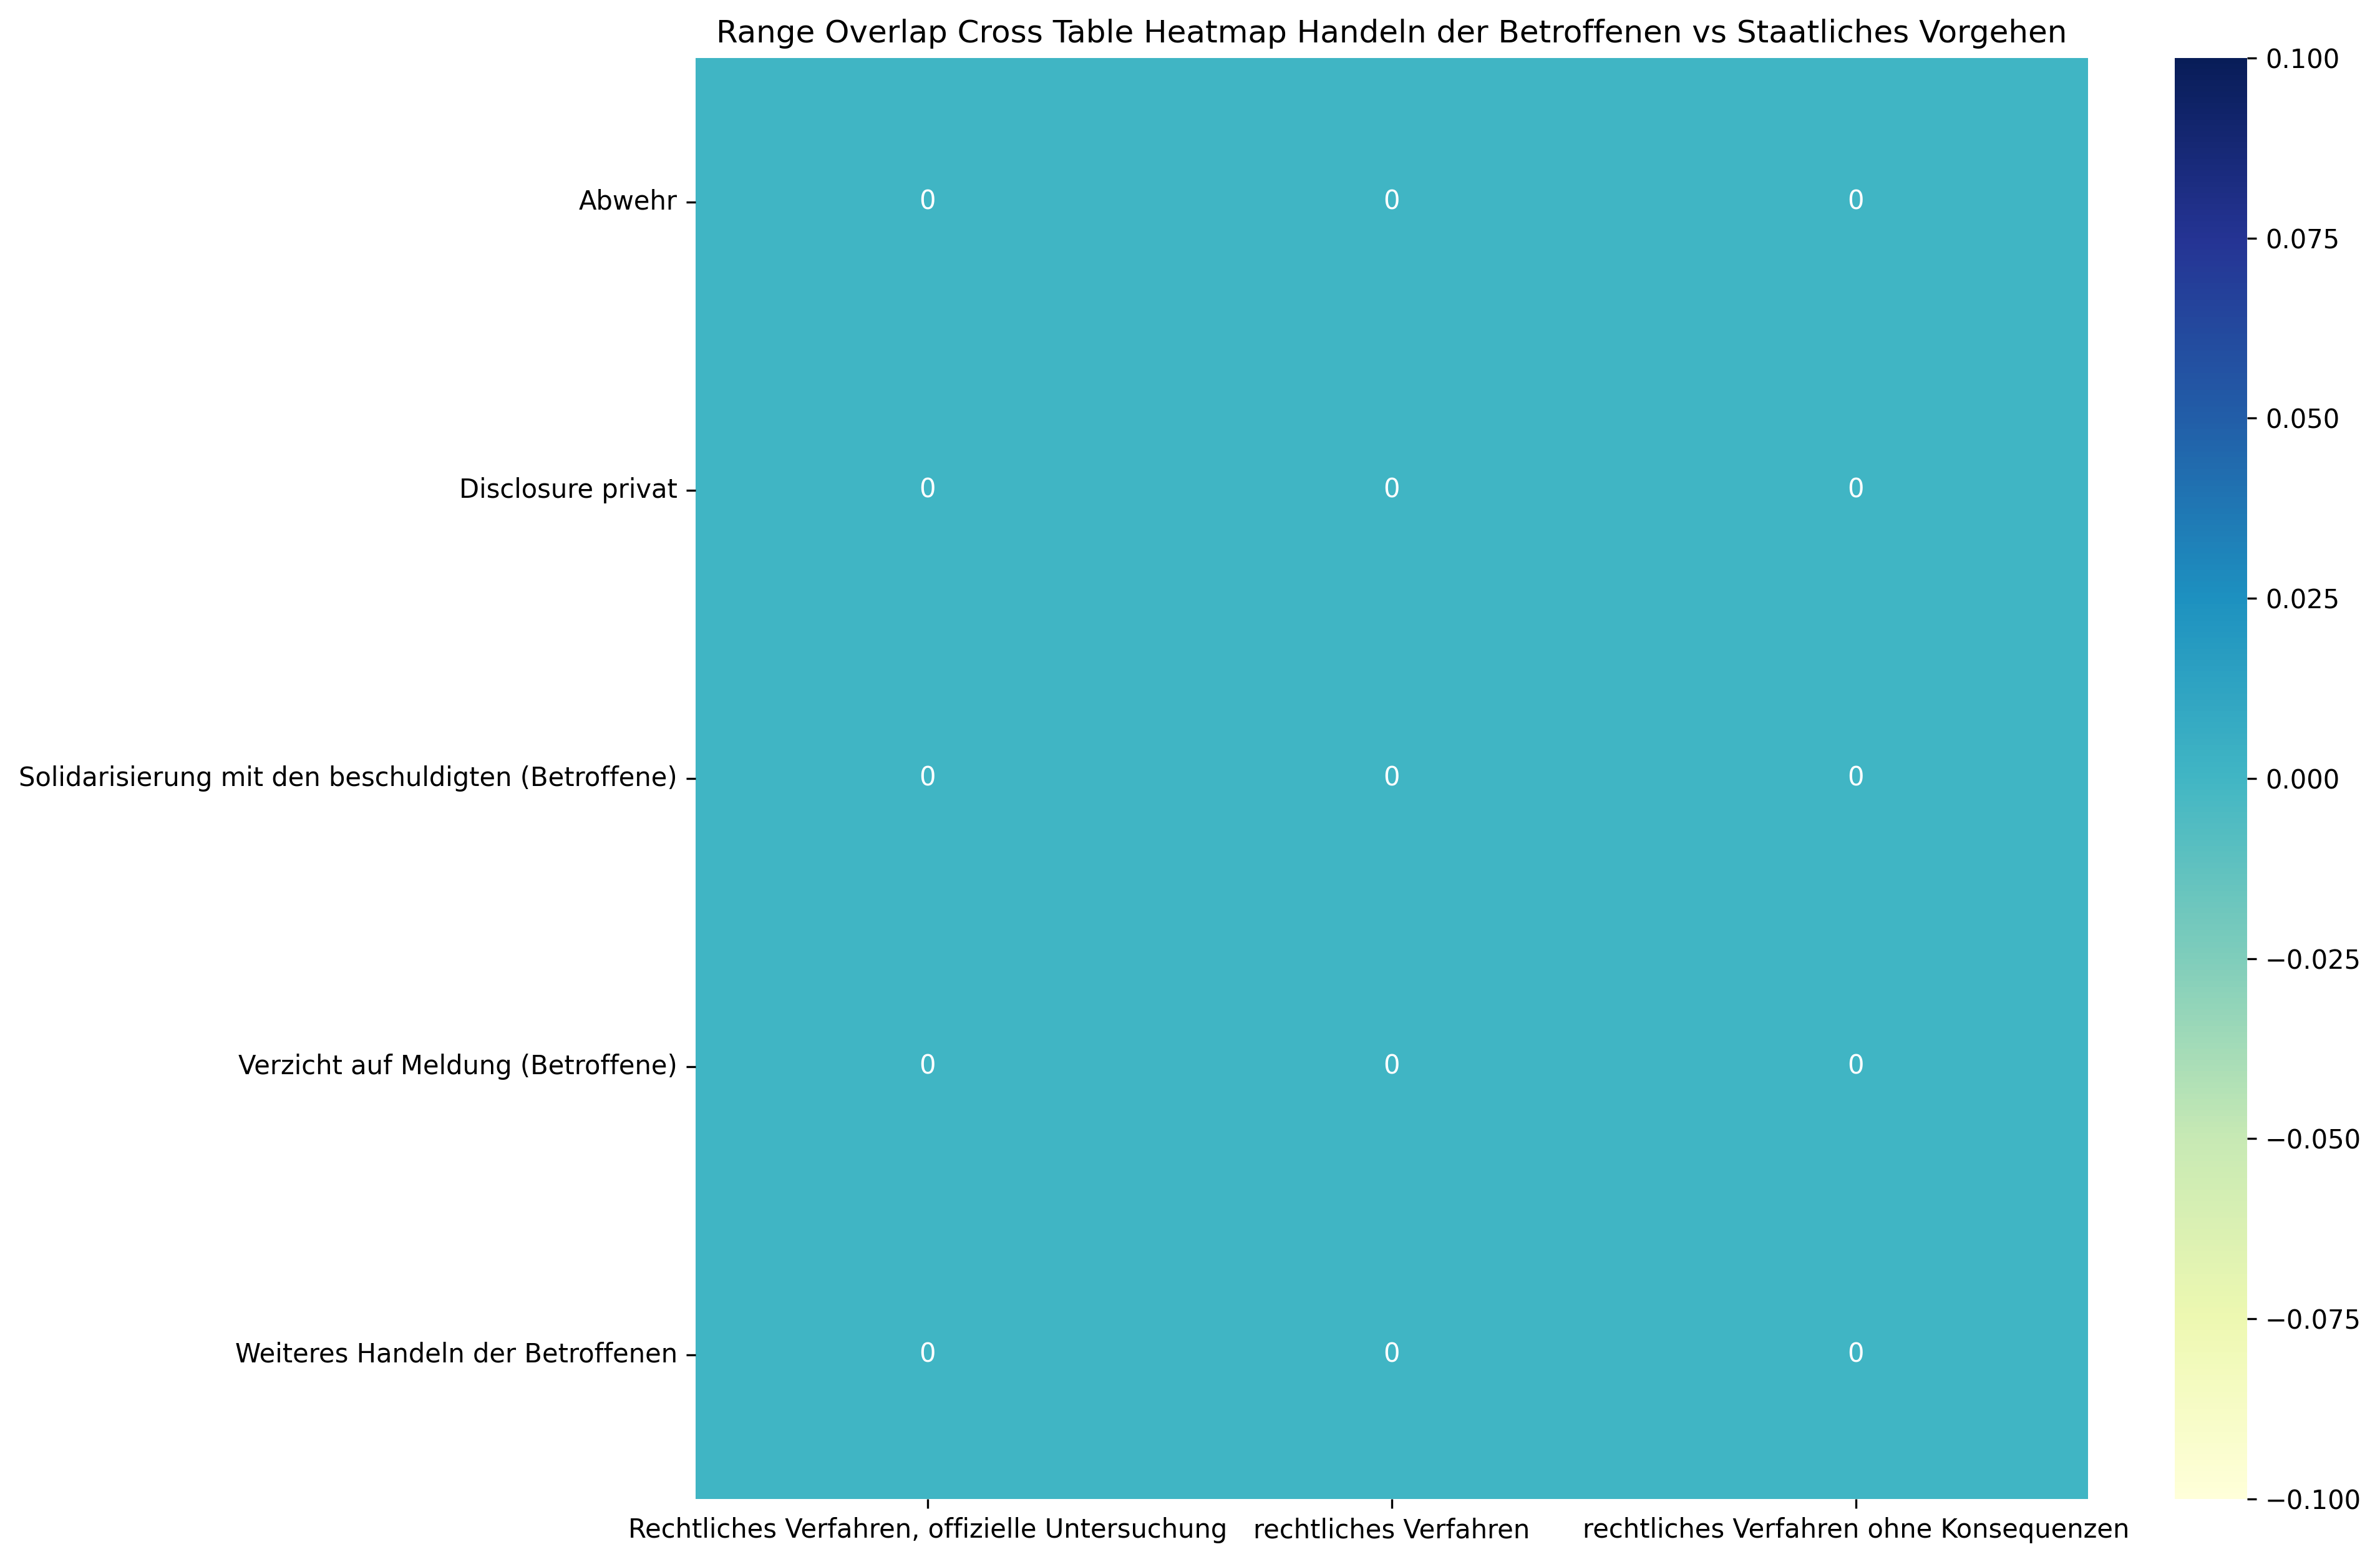 Range Overlap Cross Table Heatmap Handeln der Betroffenen vs Staatliches Vorgehen
Abwehr
0 0 0
Disclosure privat
0 0 0
Solidarisierung mit den beschuldigten (Betroffene)
0 0 0
Verzicht auf Meldung (Betroffene)
0 0 0
Weiteres Handeln der Betroffenen
0 0 0
Rechtliches Verfahren, offizielle Untersuchung
rechtliches Verfahren
rechtliches Verfahren ohne Konsequenzen
0.100
0.075
0.050
0.025
0.000
−0.025
−0.050
−0.075
−0.100